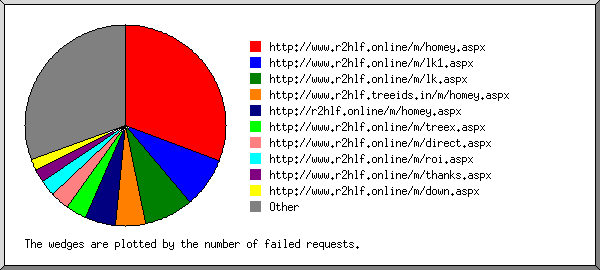 http://www.r2hlf.online/m/homey.aspx
http://www.r2hlf.online/m/lk1.aspx
http://www.r2hlf.online/m/lk.aspx
http://www.r2hlf.treeids.in/m/homey.aspx
http://r2hlf.online/m/homey.aspx
http://www.r2hlf.online/m/treex.aspx
http://www.r2hlf.online/m/direct.aspx
http://www.r2hlf.online/m/roi.aspx
http://www.r2hlf.online/m/thanks.aspx
http://www.r2hlf.online/m/down.aspx
Other
The wedges are plotted by the number of failed requests.